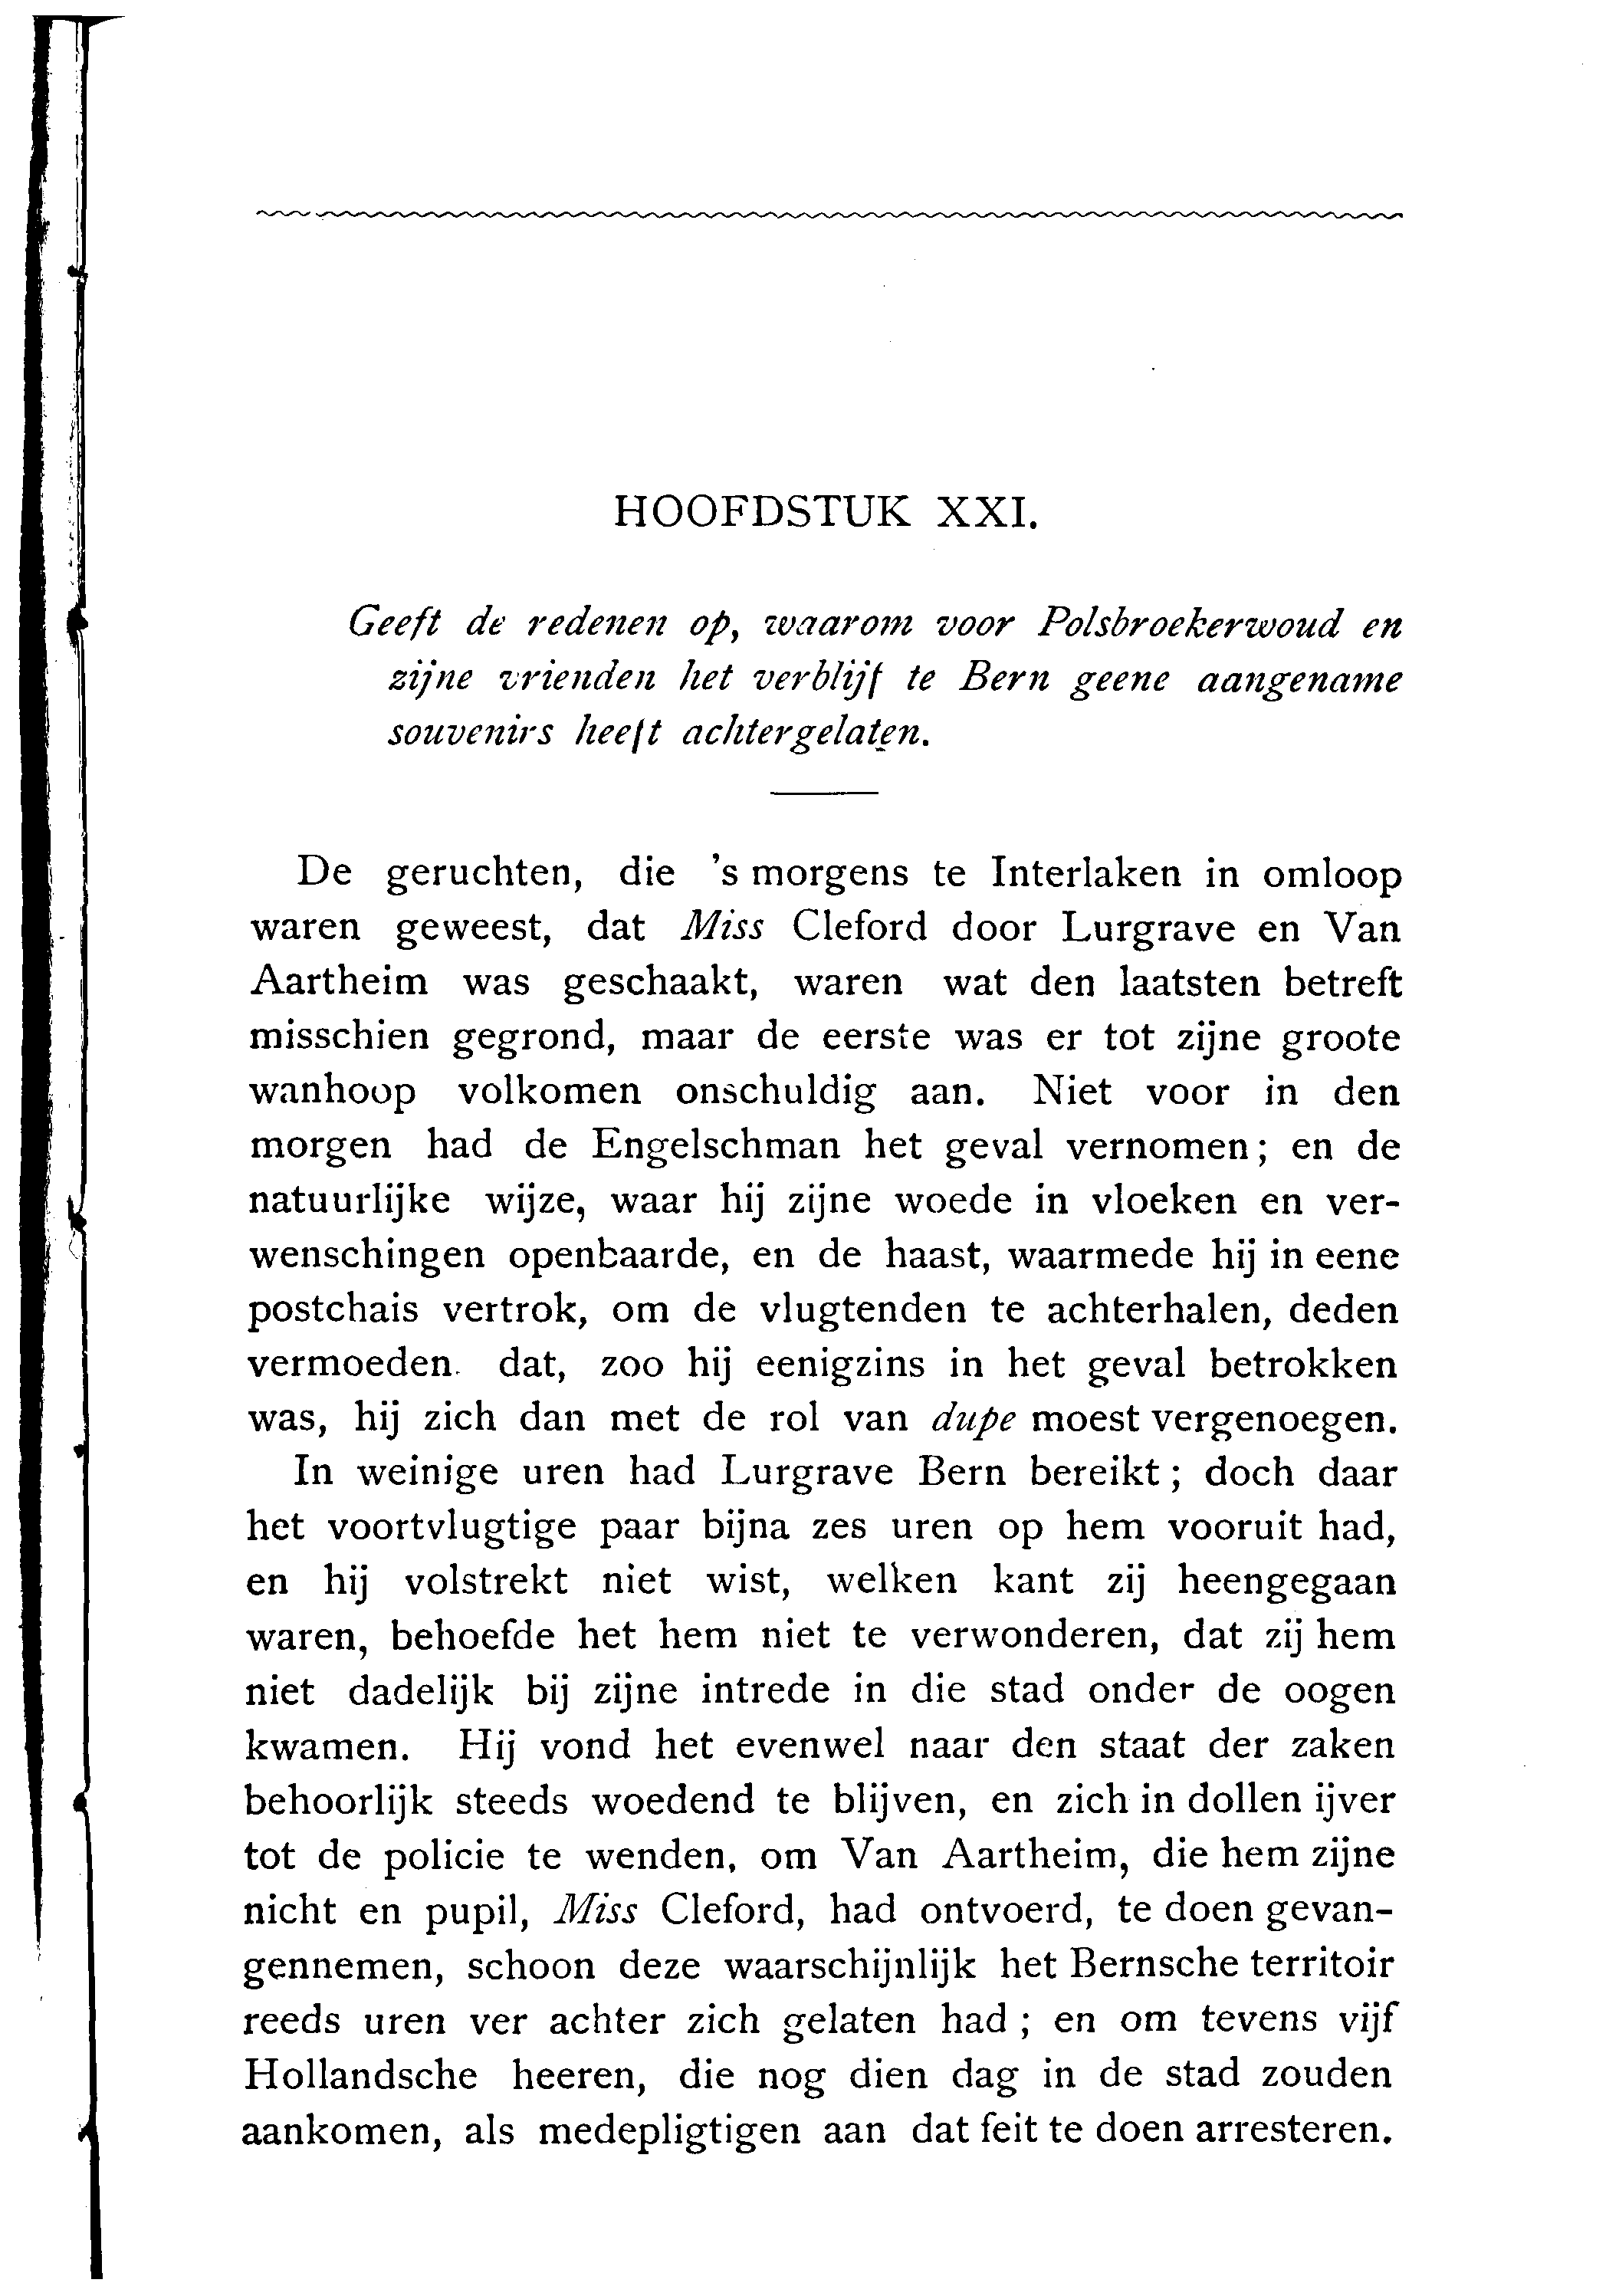 HOOFDSTUK XXI.
Geeft de redenen op, waarom voor Polsbroekerwoud en
zijne vrienden het verblijf te Bern geene aangename
souvenirs heeft achtergelaten.
De geruchten, die 's morgens te Interlaken in omloop
waren geweest, dat Miss Cleford door Lurgrave en Van
Aartheim was geschaakt, waren wat den laatsten betreft
misschien gegrond, maar de eerste was er tot zijne groote
wanhoop volkomen onschuldig aan. Niet voor in den
morgen had de Engelschman het geval vernomen; en de
natuurlijke wijze, waar hij zijne woede in vloeken en ver-
wenschingen openbaarde, en de haast, waarmede hij in eene
postchais vertrok, om de vlugtenden te achterhalen, deden
vermoeden. dat, zoo hij eenigzins in het geval betrokken
was, hij zich dan met de rol van dupe moest vergenoegen.
In weinige uren had Lurgrave Bern bereikt; doch daar
het voortvlugtige paar bijna zes uren op hem vooruit had,
en hij volstrekt niet wist, welken kant zij heengegaan
waren, behoefde het hem niet te verwonderen, dat zij hem
niet dadelijk bij zijne intrede in die stad onder de oogen
kwamen. Hij vond het evenwel naar den staat der zaken
behoorlijk steeds woedend te blijven, en zich in dollen ijver
tot de policie te wenden, om Van Aartheim, die hem zijne
nicht en pupil, Miss Cleford, had ontvoerd, te doen gevan-
gennemen, schoon deze waarschijnlijk het Bernsche territoir
reeds uren ver achter zich gelaten had; en om tevens vijf
Hollandsche heeren, die nog dien dag in de stad zouden
aankomen, als medepligtigen aan dat feit te doen arresteren.